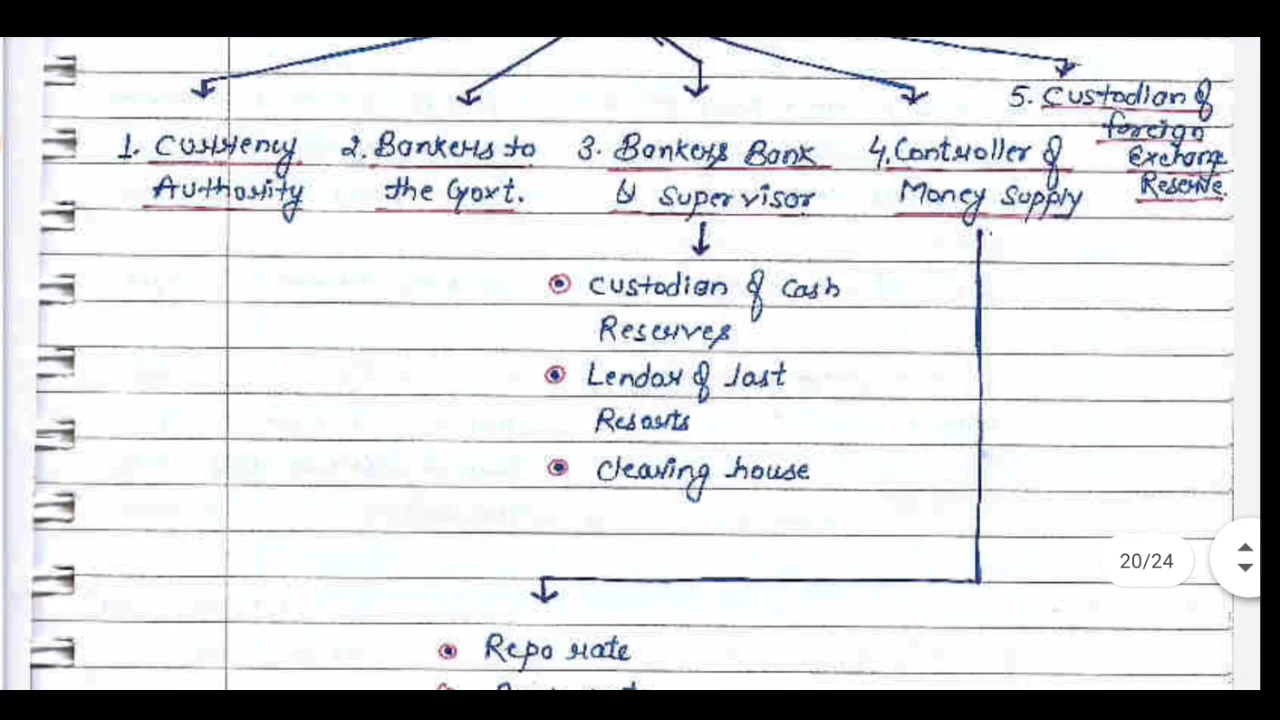 5. Custodian of
foreign
Exchange
Reserve.
1. Currency
Authority
2. Bankers to
the Govt.
3. Bankers Bank
& Supervisor
4. Controller of
Money Supply
Custodian of Cash
Reserves
Lendar of last
Resorts
Clearing house
20/24
Repo rate